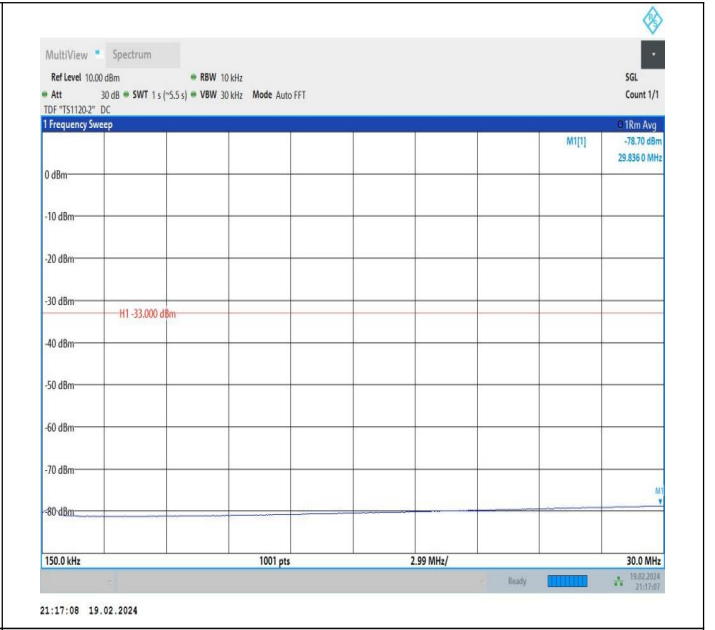 R&S
MultiView Spectrum
Ref Level 10.00 dBm RBW 10 kHz SGL
Att 30 dB SWT 1 s (~5.5 s) VBW 30 kHz Mode Auto FFT Count 1/1
TDF "TS1120-2" DC
1 Frequency Sweep 1Rm Avg
M1[1] -78.70 dBm
29.836 0 MHz
0 dBm
-10 dBm
-20 dBm
-30 dBm
H1 -33.000 dBm
-40 dBm
-50 dBm
-60 dBm
-70 dBm
M1
-80 dBm
150.0 kHz 1001 pts 2.99 MHz/ 30.0 MHz
Ready 19.02.2024
21:17:07
21:17:08 19.02.2024